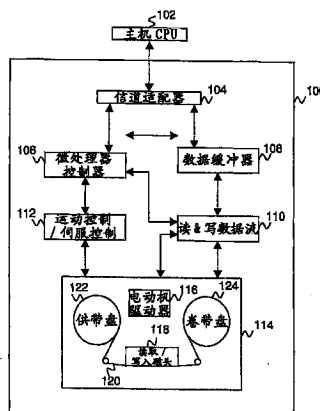 102
主机 CPU
100
信道适配器
104
106
微处理器
控制器
数据缓冲器
108
112
运动控制
/伺服控制
读&写数据流
110
122
供带盘
电动机
驱动器
116
124
卷带盘
114
118
读取/
写入磁头
120